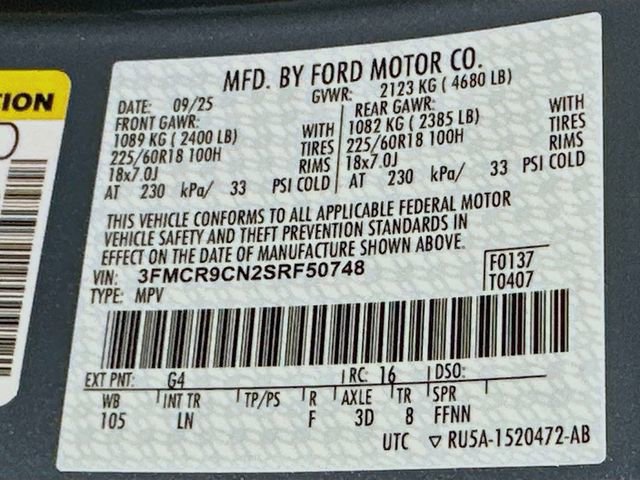 TION
MFD. BY FORD MOTOR CO.
DATE: 09/25 GVWR: 2123 KG ( 4680 LB)
FRONT GAWR: REAR GAWR:
1089 KG ( 2400 LB) WITH 1082 KG ( 2385 LB) WITH
225/60R18 100H TIRES 225/60R18 100H TIRES
18x7.0J RIMS 18x7.0J RIMS
AT 230 kPa/ 33 PSI COLD AT 230 kPa/ 33 PSI COLD
THIS VEHICLE CONFORMS TO ALL APPLICABLE FEDERAL MOTOR
VEHICLE SAFETY AND THEFT PREVENTION STANDARDS IN
EFFECT ON THE DATE OF MANUFACTURE SHOWN ABOVE.
VIN: 3FMCR9CN2SRF50748 F0137
TYPE: MPV T0407
EXT PNT: G4 RC: 16 DSO:
WB INT TR TP/PS R AXLE TR SPR
105 LN F 3D 8 FFNN
UTC ▽ RU5A-1520472-AB